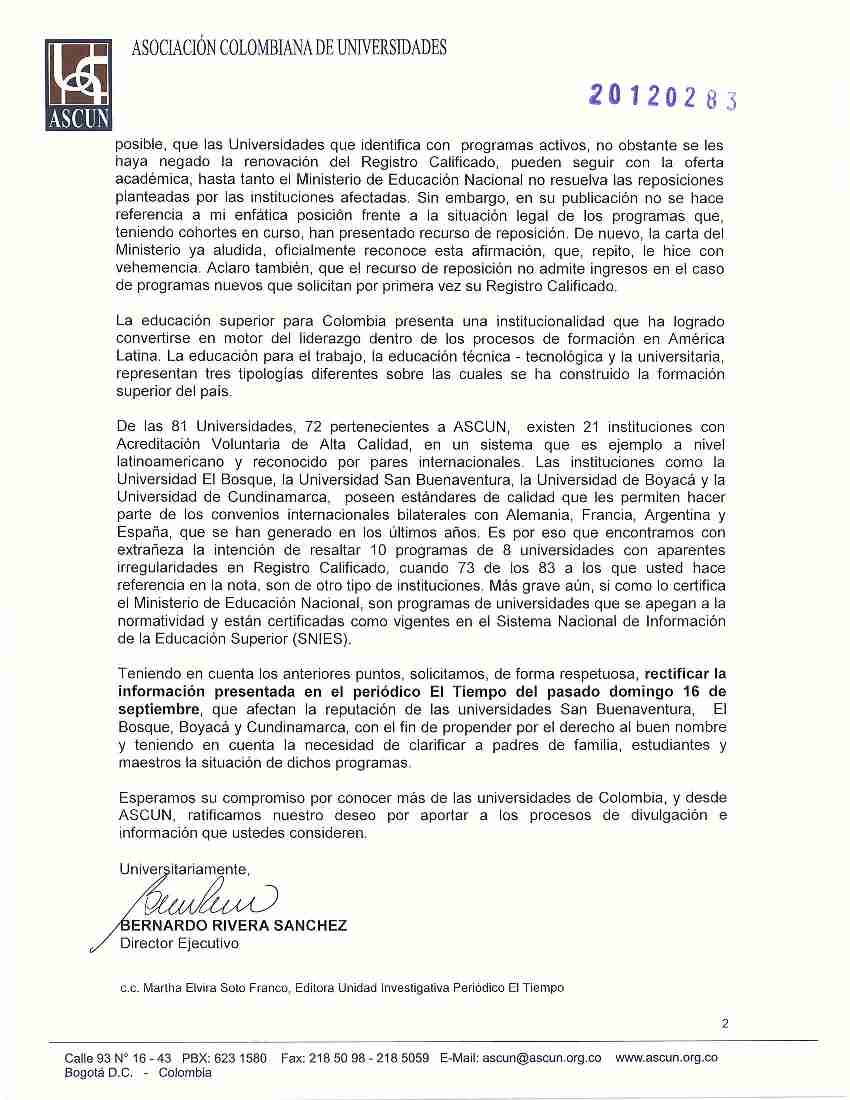 ASOCIACIÓN COLOMBIANA DE UNIVERSIDADES
ASCUN
20120283
posible, que las Universidades que identifica con programas activos, no obstante se les
haya negado la renovación del Registro Calificado, pueden seguir con la oferta
académica, hasta tanto el Ministerio de Educación Nacional no resuelva las reposiciones
planteadas por las instituciones afectadas. Sin embargo, en su publicación no se hace
referencia a mi enfática posición frente a la situación legal de los programas que,
teniendo cohortes en curso, han presentado recurso de reposición. De nuevo, la carta del
Ministerio ya aludida, oficialmente reconoce esta afirmación, que, repito, le hice con
vehemencia. Aclaro también, que el recurso de reposición no admite ingresos en el caso
de programas nuevos que solicitan por primera vez su Registro Calificado.
La educación superior para Colombia presenta una institucionalidad que ha logrado
convertirse en motor del liderazgo dentro de los procesos de formación en América
Latina. La educación para el trabajo, la educación técnica - tecnológica y la universitaria,
representan tres tipologías diferentes sobre las cuales se ha construido la formación
superior del país.
De las 81 Universidades, 72 pertenecientes a ASCUN, existen 21 instituciones con
Acreditación Voluntaria de Alta Calidad, en un sistema que es ejemplo a nivel
latinoamericano y reconocido por pares internacionales. Las instituciones como la
Universidad El Bosque, la Universidad San Buenaventura, la Universidad de Boyacá y la
Universidad de Cundinamarca, poseen estándares de calidad que les permiten hacer
parte de los convenios internacionales bilaterales con Alemania, Francia, Argentina y
España, que se han generado en los últimos años. Es por eso que encontramos con
extrañeza la intención de resaltar 10 programas de 8 universidades con aparentes
irregularidades en Registro Calificado, cuando 73 de los 83 a los que usted hace
referencia en la nota, son de otro tipo de instituciones. Más grave aún, si como lo certifica
el Ministerio de Educación Nacional, son programas de universidades que se apegan a la
normatividad y están certificadas como vigentes en el Sistema Nacional de Información
de la Educación Superior (SNIES).
Teniendo en cuenta los anteriores puntos, solicitamos, de forma respetuosa, rectificar la
información presentada en el periódico El Tiempo del pasado domingo 16 de
septiembre, que afectan la reputación de las universidades San Buenaventura, El
Bosque, Boyacá y Cundinamarca, con el fin de propender por el derecho al buen nombre
y teniendo en cuenta la necesidad de clarificar a padres de familia, estudiantes y
maestros la situación de dichos programas.
Esperamos su compromiso por conocer más de las universidades de Colombia, y desde
ASCUN, ratificamos nuestro deseo por aportar a los procesos de divulgación e
información que ustedes consideren.
Universitariamente,
BERNARDO RIVERA SANCHEZ
Director Ejecutivo
c.c. Martha Elvira Soto Franco, Editora Unidad Investigativa Periódico El Tiempo
2
Calle 93 N° 16 - 43 PBX: 623 1580 Fax: 218 50 98 - 218 5059 E-Mail: ascun@ascun.org.co www.ascun.org.co
Bogotá D.C. - Colombia